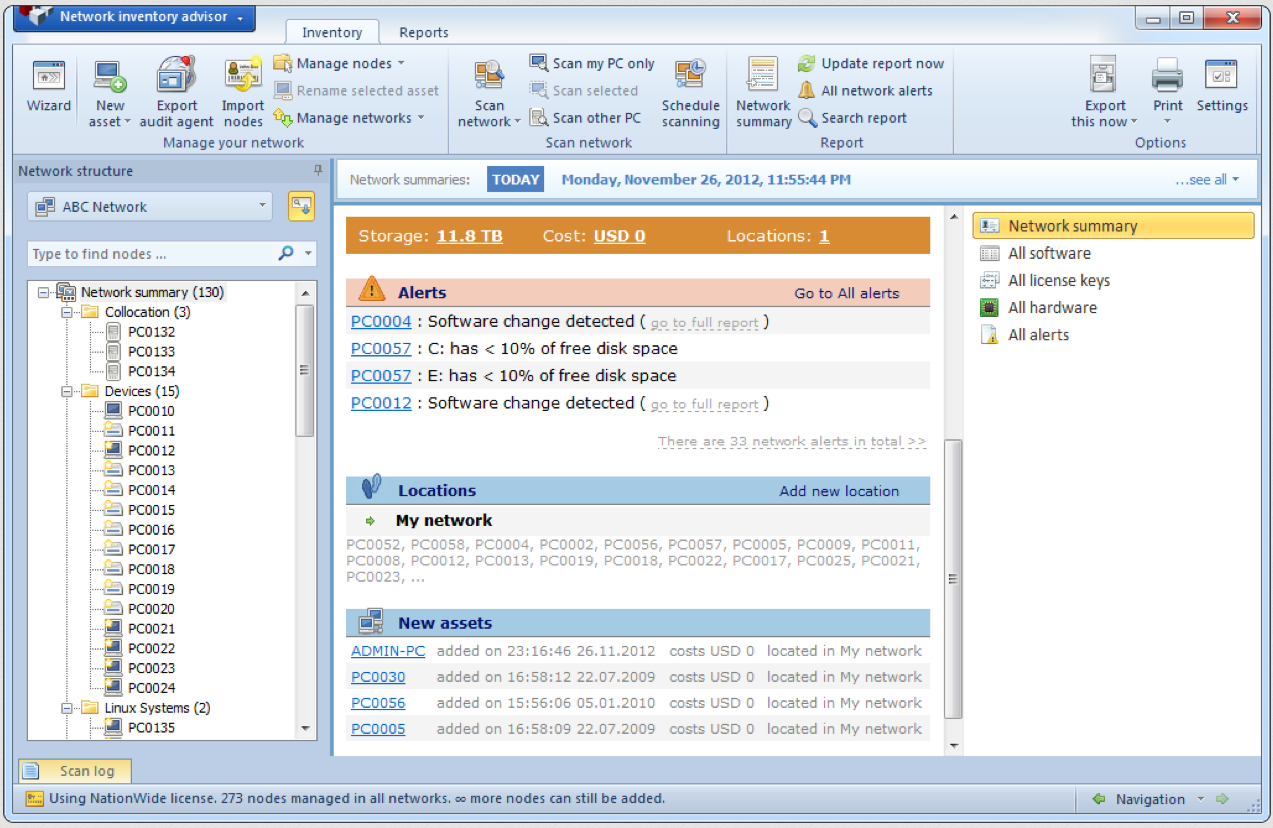 Network inventory advisor
Inventory Reports
Wizard
New asset
Export audit agent
Import nodes
Manage nodes
Rename selected asset
Manage networks
Manage your network
Scan network
Scan my PC only
Scan selected
Scan other PC
Schedule scanning
Scan network
Network summary
Update report now
All network alerts
Search report
Report
Export this now
Print
Settings
Options
Network structure
ABC Network
Type to find nodes ...
Network summary (130)
Collocation (3)
PC0132
PC0133
PC0134
Devices (15)
PC0010
PC0011
PC0012
PC0013
PC0014
PC0015
PC0016
PC0017
PC0018
PC0019
PC0020
PC0021
PC0022
PC0023
PC0024
Linux Systems (2)
PC0135
Network summaries: TODAY Monday, November 26, 2012, 11:55:44 PM ...see all
Storage: 11.8 TB Cost: USD 0 Locations: 1
Alerts Go to All alerts
PC0004 : Software change detected ( go to full report )
PC0057 : C: has < 10% of free disk space
PC0057 : E: has < 10% of free disk space
PC0012 : Software change detected ( go to full report )
There are 33 network alerts in total >>
Locations Add new location
My network
PC0052, PC0058, PC0004, PC0002, PC0056, PC0057, PC0005, PC0009, PC0011,
PC0008, PC0012, PC0013, PC0019, PC0018, PC0022, PC0017, PC0025, PC0021,
PC0023, ...
New assets
ADMIN-PC added on 23:16:46 26.11.2012 costs USD 0 located in My network
PC0030 added on 16:58:12 22.07.2009 costs USD 0 located in My network
PC0056 added on 15:56:06 05.01.2010 costs USD 0 located in My network
PC0005 added on 16:58:09 22.07.2009 costs USD 0 located in My network
Network summary
All software
All license keys
All hardware
All alerts
Scan log
Using NationWide license. 273 nodes managed in all networks. ∞ more nodes can still be added.
Navigation